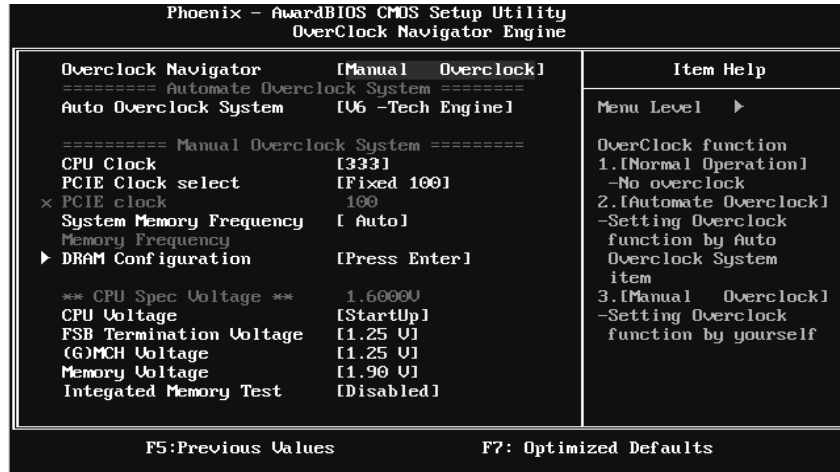 Phoenix - AwardBIOS CMOS Setup Utility
OverClock Navigator Engine
Overclock Navigator [Manual Overclock]
======== Automate Overclock System ========
Auto Overclock System [V6 -Tech Engine]
========== Manual Overclock System =========
CPU Clock [333]
PCIE Clock select [Fixed 100]
x PCIE clock 100
System Memory Frequency [ Auto]
Memory Frequency
▶ DRAM Configuration [Press Enter]
** CPU Spec Voltage ** 1.6000V
CPU Voltage [StartUp]
FSB Termination Voltage [1.25 V]
(G)MCH Voltage [1.25 V]
Memory Voltage [1.90 V]
Integated Memory Test [Disabled]
Item Help
Menu Level ▶
OverClock function
1.[Normal Operation]
-No overclock
2.[Automate Overclock]
-Setting Overclock
function by Auto
Overclock System
item
3.[Manual Overclock]
-Setting Overclock
function by yourself
F5:Previous Values F7: Optimized Defaults